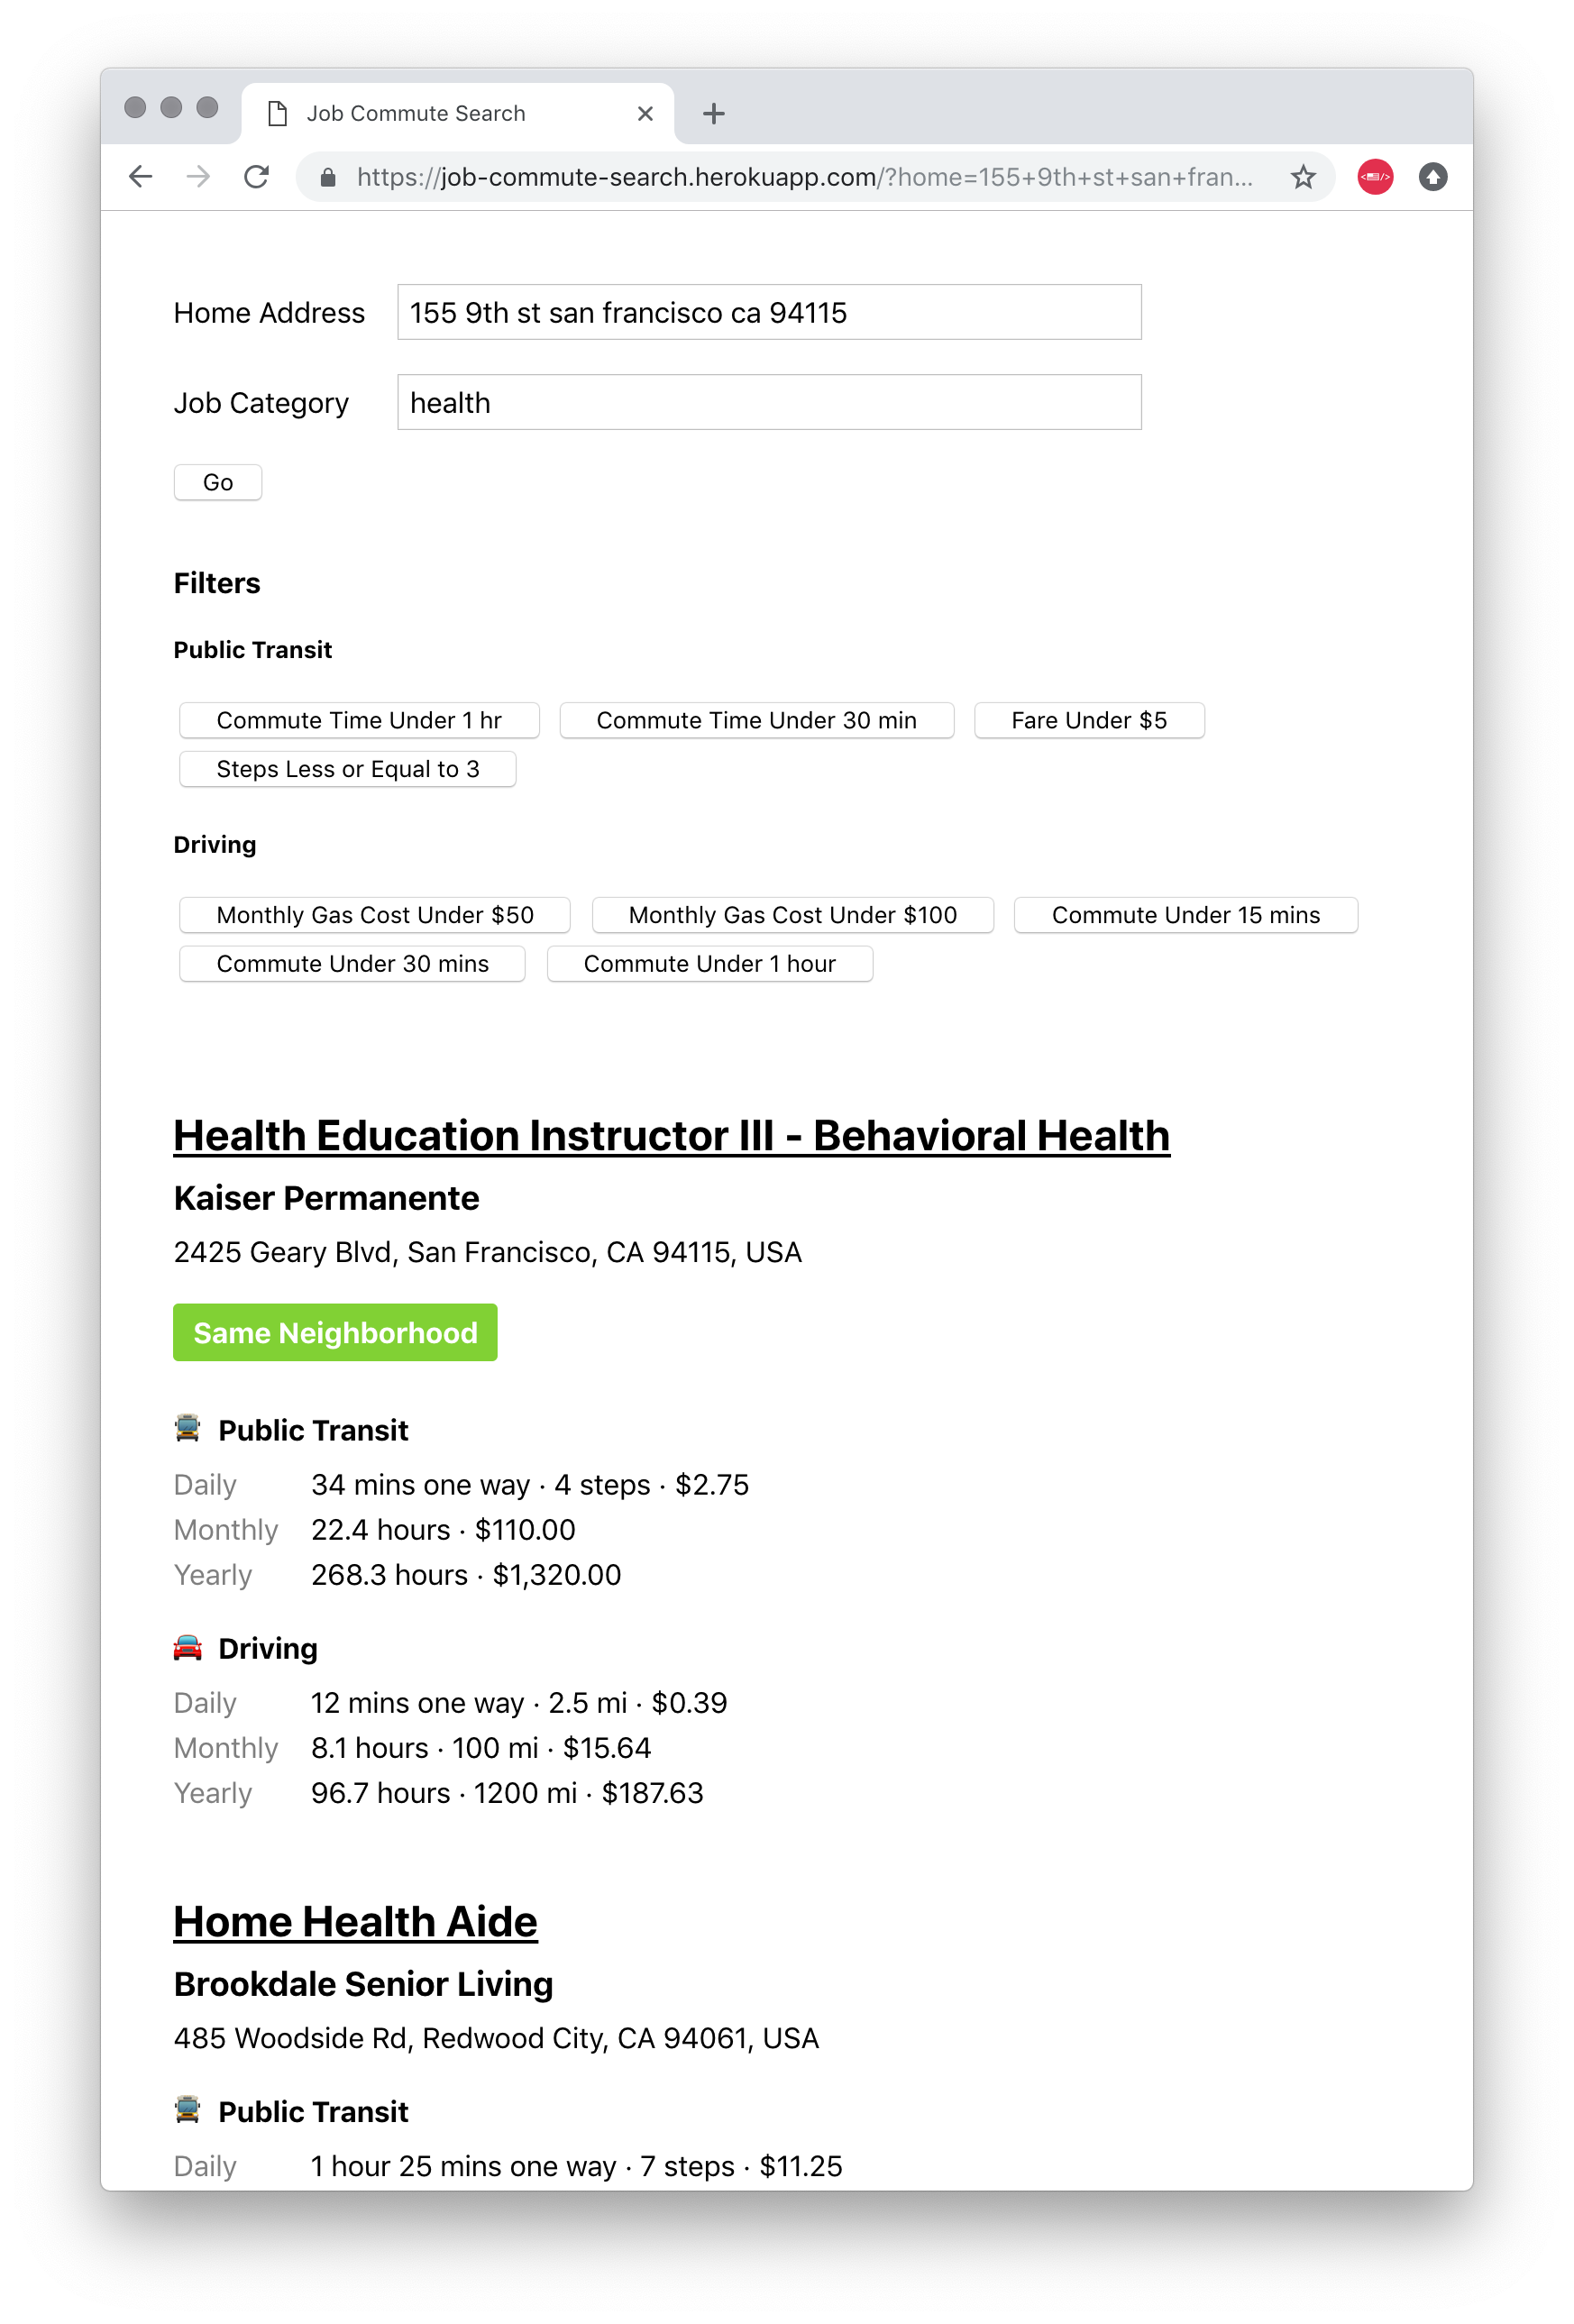 Job Commute Search
https://job-commute-search.herokuapp.com/?home=155+9th+st+san+fran...
Home Address 155 9th st san francisco ca 94115
Job Category health
Go
Filters
Public Transit
Commute Time Under 1 hr Commute Time Under 30 min Fare Under $5
Steps Less or Equal to 3
Driving
Monthly Gas Cost Under $50 Monthly Gas Cost Under $100 Commute Under 15 mins
Commute Under 30 mins Commute Under 1 hour
Health Education Instructor III - Behavioral Health
Kaiser Permanente
2425 Geary Blvd, San Francisco, CA 94115, USA
Same Neighborhood
Public Transit
Daily 34 mins one way · 4 steps · $2.75
Monthly 22.4 hours · $110.00
Yearly 268.3 hours · $1,320.00
Driving
Daily 12 mins one way · 2.5 mi · $0.39
Monthly 8.1 hours · 100 mi · $15.64
Yearly 96.7 hours · 1200 mi · $187.63
Home Health Aide
Brookdale Senior Living
485 Woodside Rd, Redwood City, CA 94061, USA
Public Transit
Daily 1 hour 25 mins one way · 7 steps · $11.25